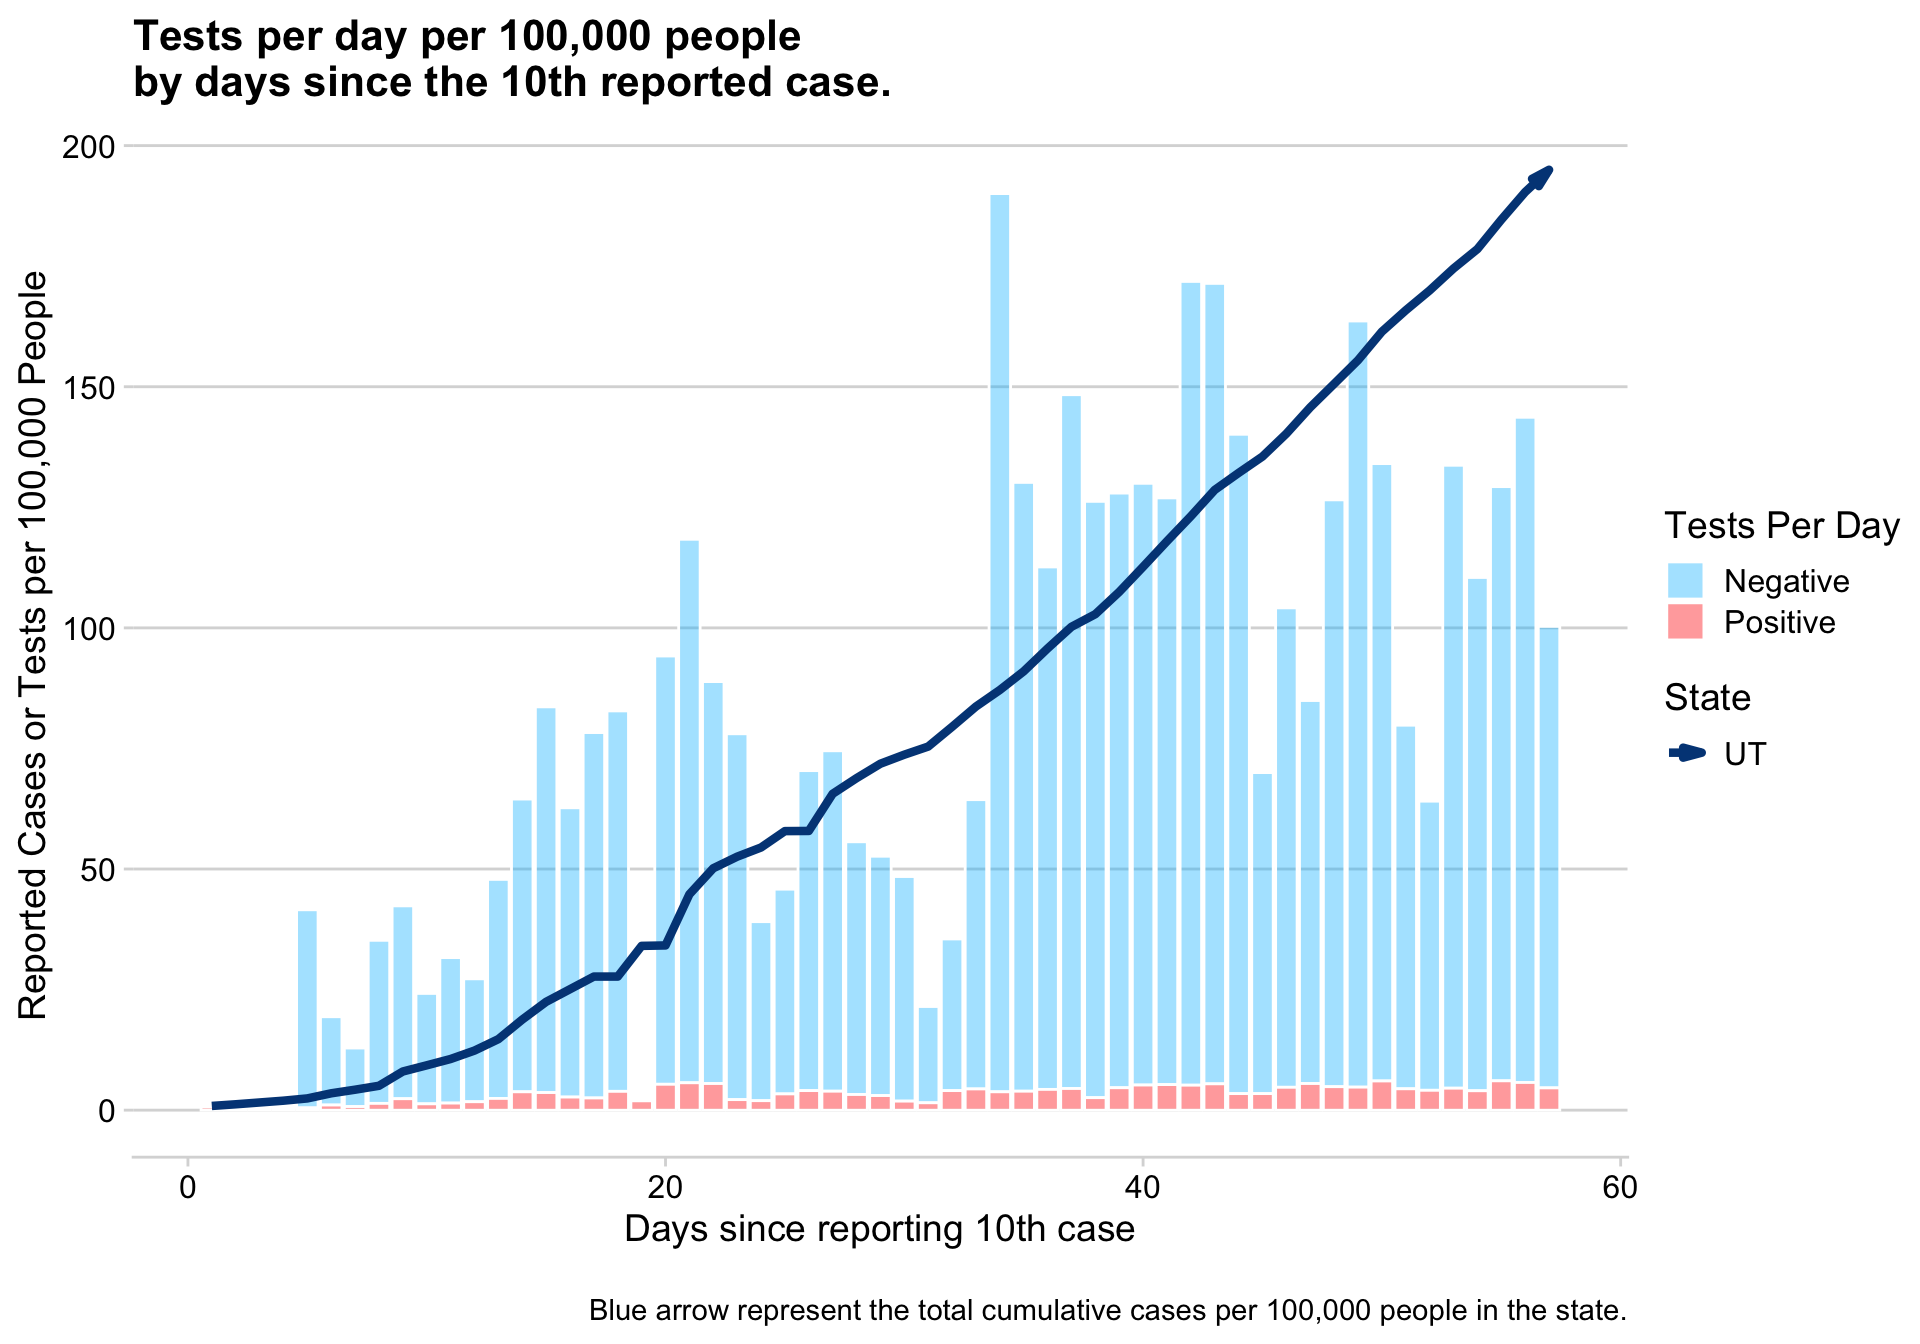 Tests per day per 100,000 people
by days since the 10th reported case.
Reported Cases or Tests per 100,000 People
200
150
100
50
0
0
20
40
60
Days since reporting 10th case
Tests Per Day
Negative
Positive
State
UT
Blue arrow represent the total cumulative cases per 100,000 people in the state.